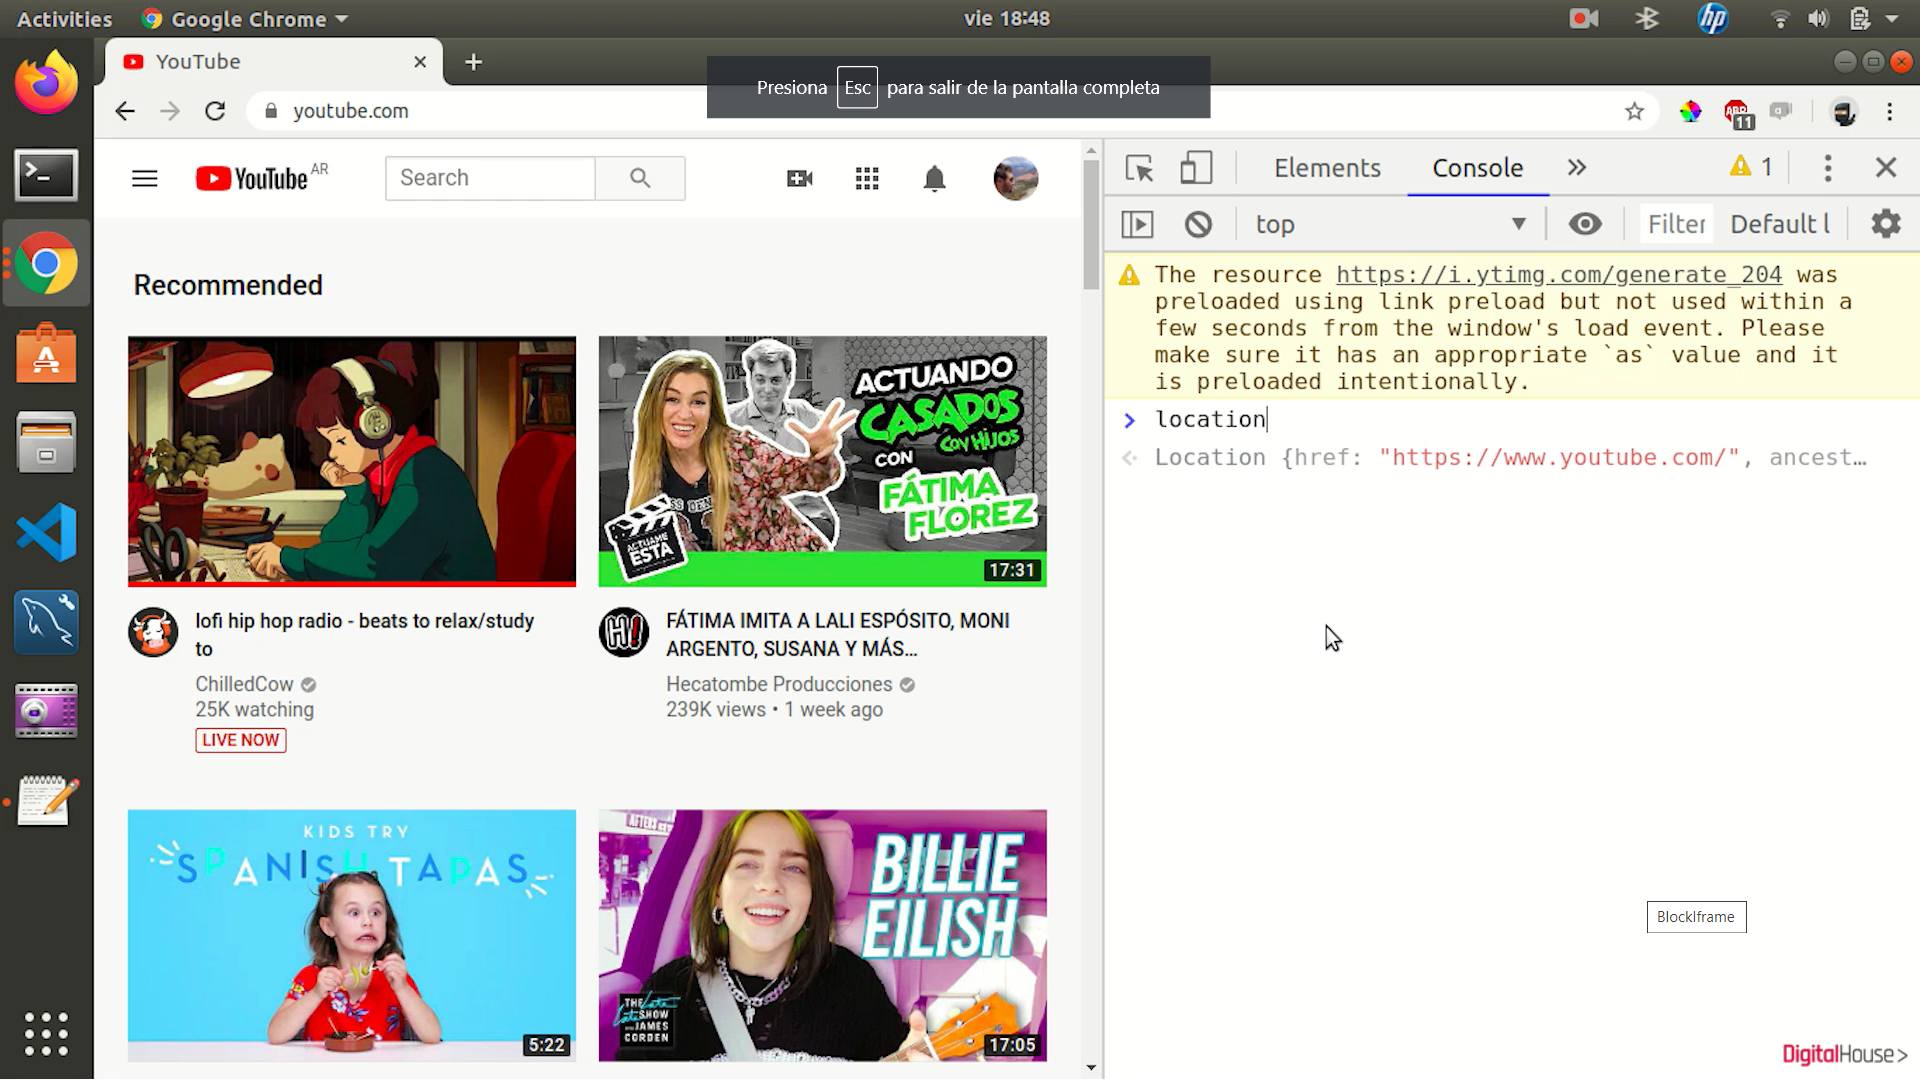 Activities
Google Chrome
vie 18:48
hp
YouTube
Presiona Esc para salir de la pantalla completa
youtube.com
ABP
11
YouTube AR
Search
Elements
Console
1
top
Filter
Default l
Recommended
The resource https://i.ytimg.com/generate_204 was
preloaded using link preload but not used within a
few seconds from the window's load event. Please
make sure it has an appropriate `as` value and it
is preloaded intentionally.
location
Location {href: "https://www.youtube.com/", ancest…
ACTUANDO
CASADOS
CON HIJOS
CON
FÁTIMA
FLOREZ
ACTUAME
ESTA
17:31
lofi hip hop radio - beats to relax/study
to
ChilledCow
25K watching
LIVE NOW
H!
FÁTIMA IMITA A LALI ESPÓSITO, MONI
ARGENTO, SUSANA Y MÁS...
Hecatombe Producciones
239K views • 1 week ago
KIDS TRY
SPANISH TAPAS
5:22
BILLIE
EILISH
THE
Late Late
SHOW
WITH JAMES
CORDEN
17:05
BlockIframe
DigitalHouse>